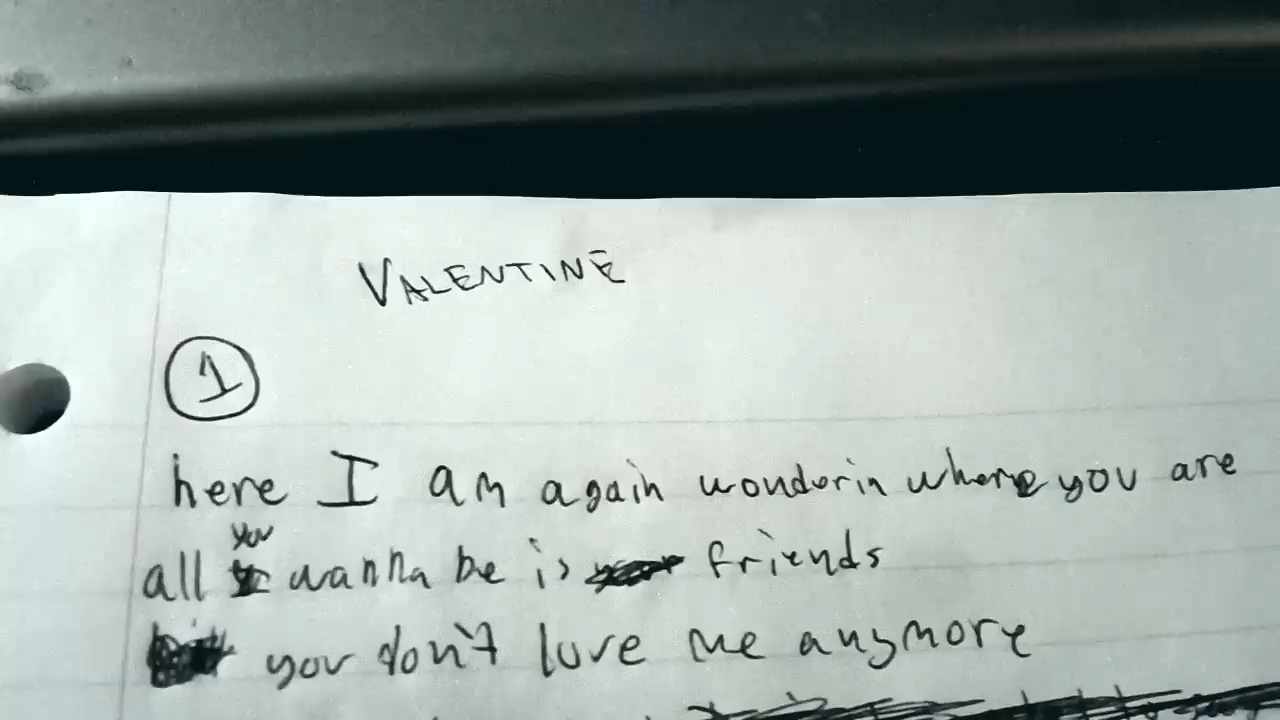 VALENTINE
1
here I am again wonderin where you are
all you wanna be is friends
you don't love me anymore